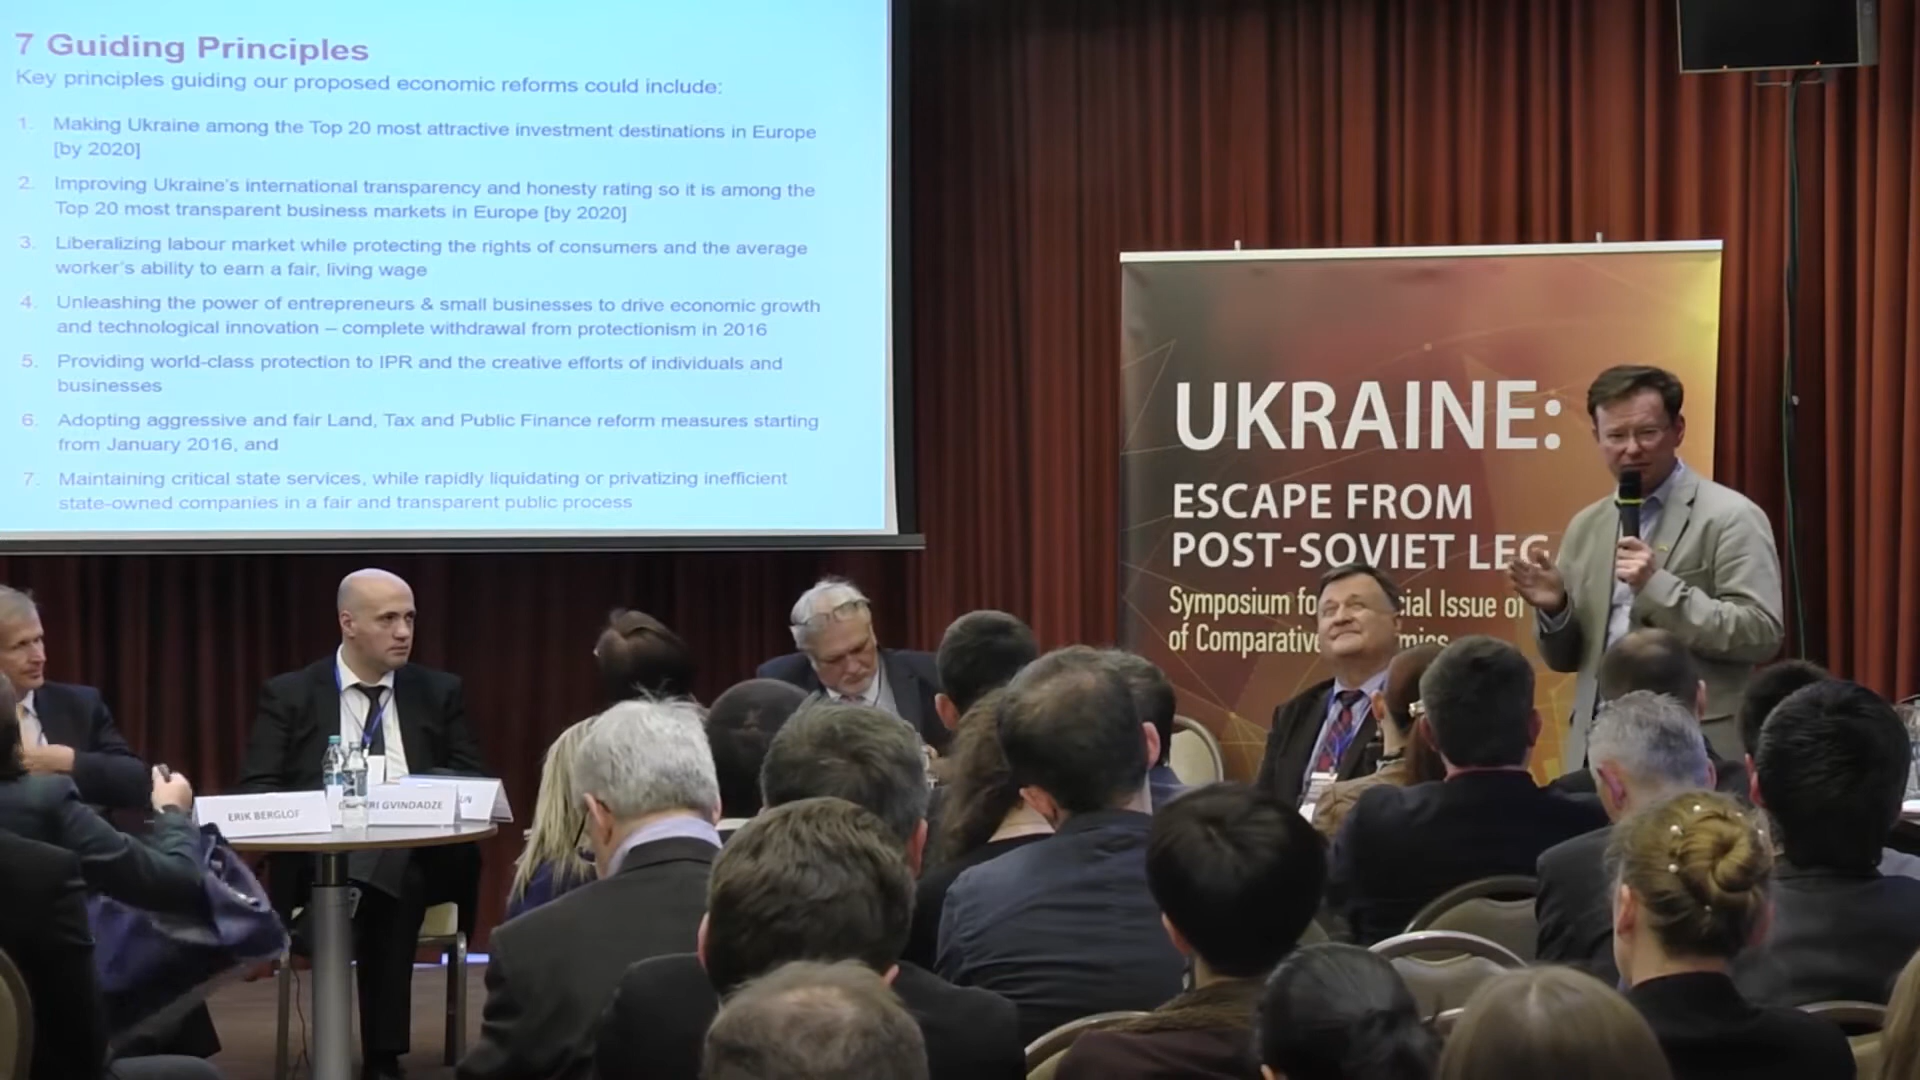 7 Guiding Principles
Key principles guiding our proposed economic reforms could include:
1. Making Ukraine among the Top 20 most attractive investment destinations in Europe
[by 2020]
2. Improving Ukraine's international transparency and honesty rating so it is among the
Top 20 most transparent business markets in Europe [by 2020]
3. Liberalizing labour market while protecting the rights of consumers and the average
worker's ability to earn a fair, living wage
4. Unleashing the power of entrepreneurs & small businesses to drive economic growth
and technological innovation – complete withdrawal from protectionism in 2016
5. Providing world-class protection to IPR and the creative efforts of individuals and
businesses
6. Adopting aggressive and fair Land, Tax and Public Finance reform measures starting
from January 2016, and
7. Maintaining critical state services, while rapidly liquidating or privatizing inefficient
state-owned companies in a fair and transparent public process
UKRAINE:
ESCAPE FROM
POST-SOVIET LEG
Symposium fo cial Issue of
of Comparative mics
ERIK BERGLOF
GVINDADZE
UN